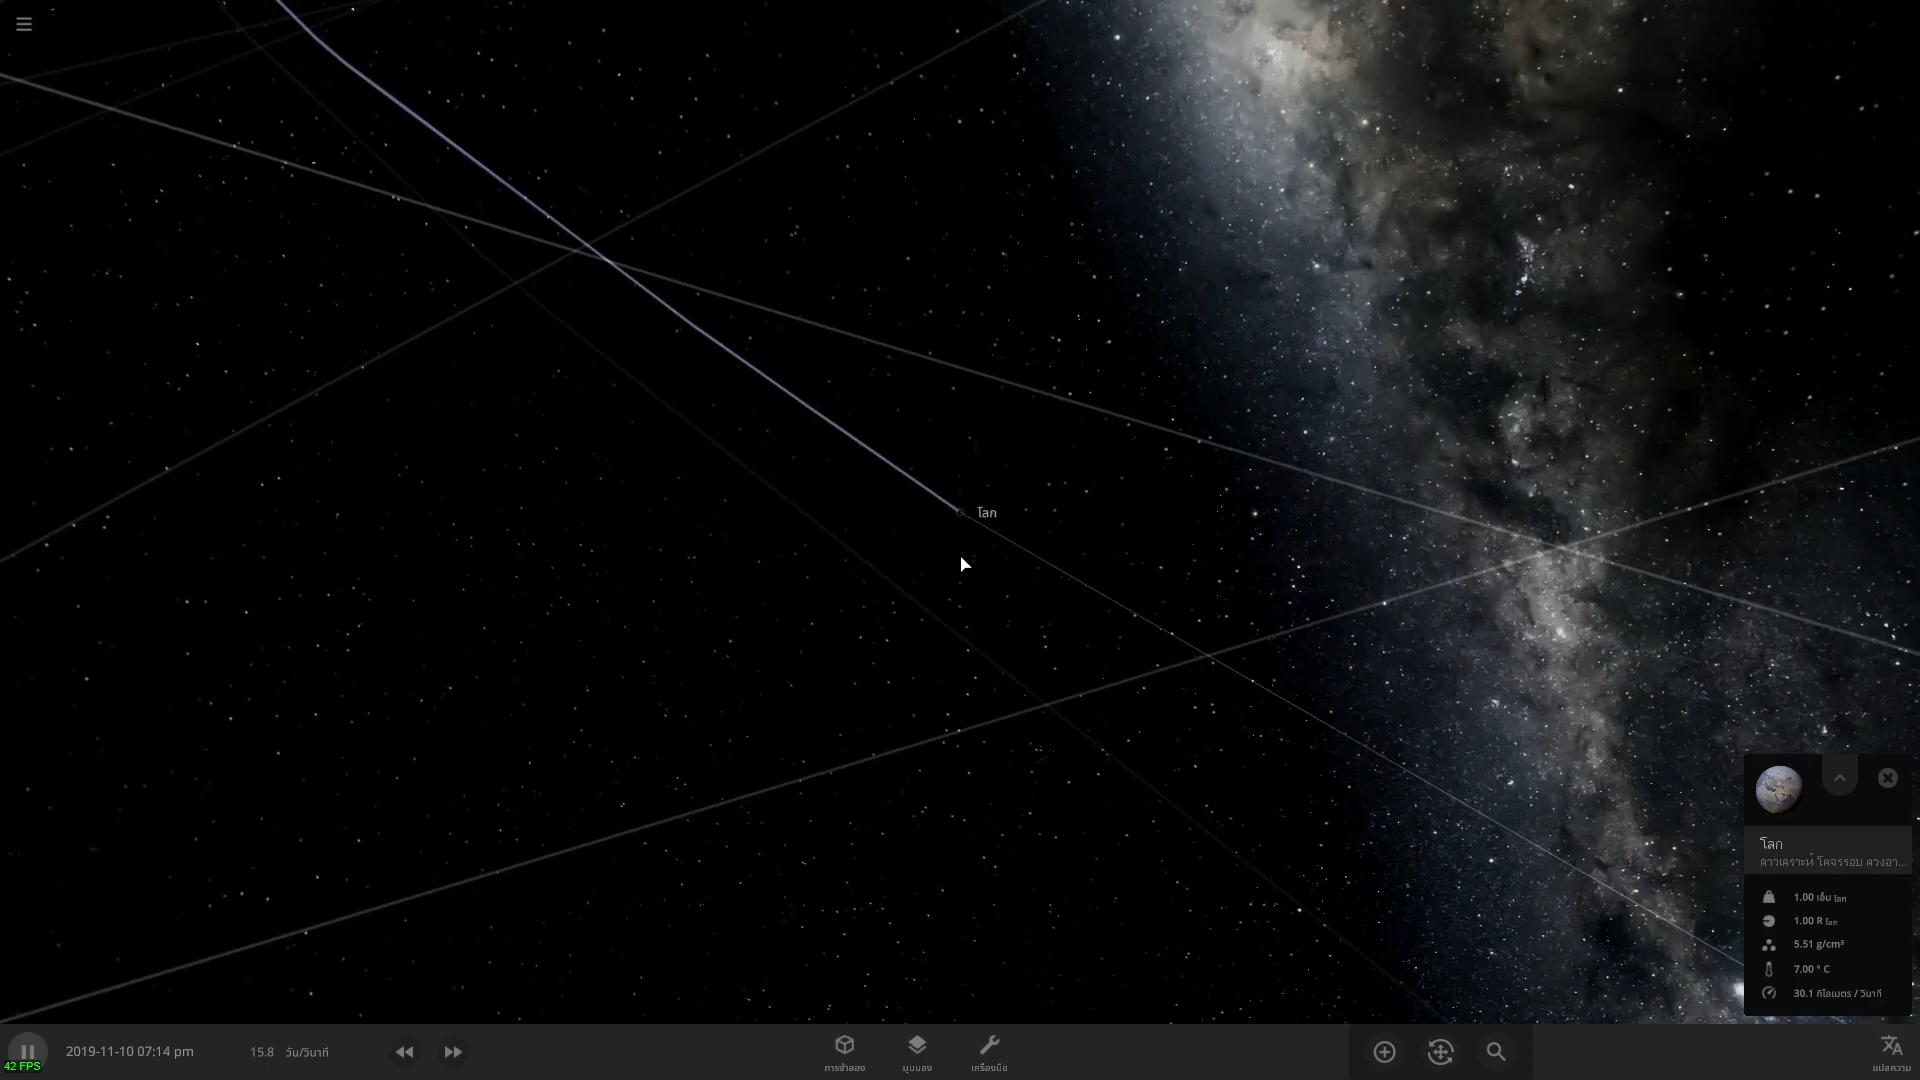 โลก
โลก
ดาวเคราะห์ โคจรรอบ ดวงอา...
1.00 เอ็ม โลก
1.00 R โลก
5.51 g/cm³
7.00 ° C
30.1 กิโลเมตร / วินาที
42 FPS
2019-11-10 07:14 pm
15.8 วัน/วินาที
การจำลอง
มุมมอง
เครื่องมือ
แปลความ